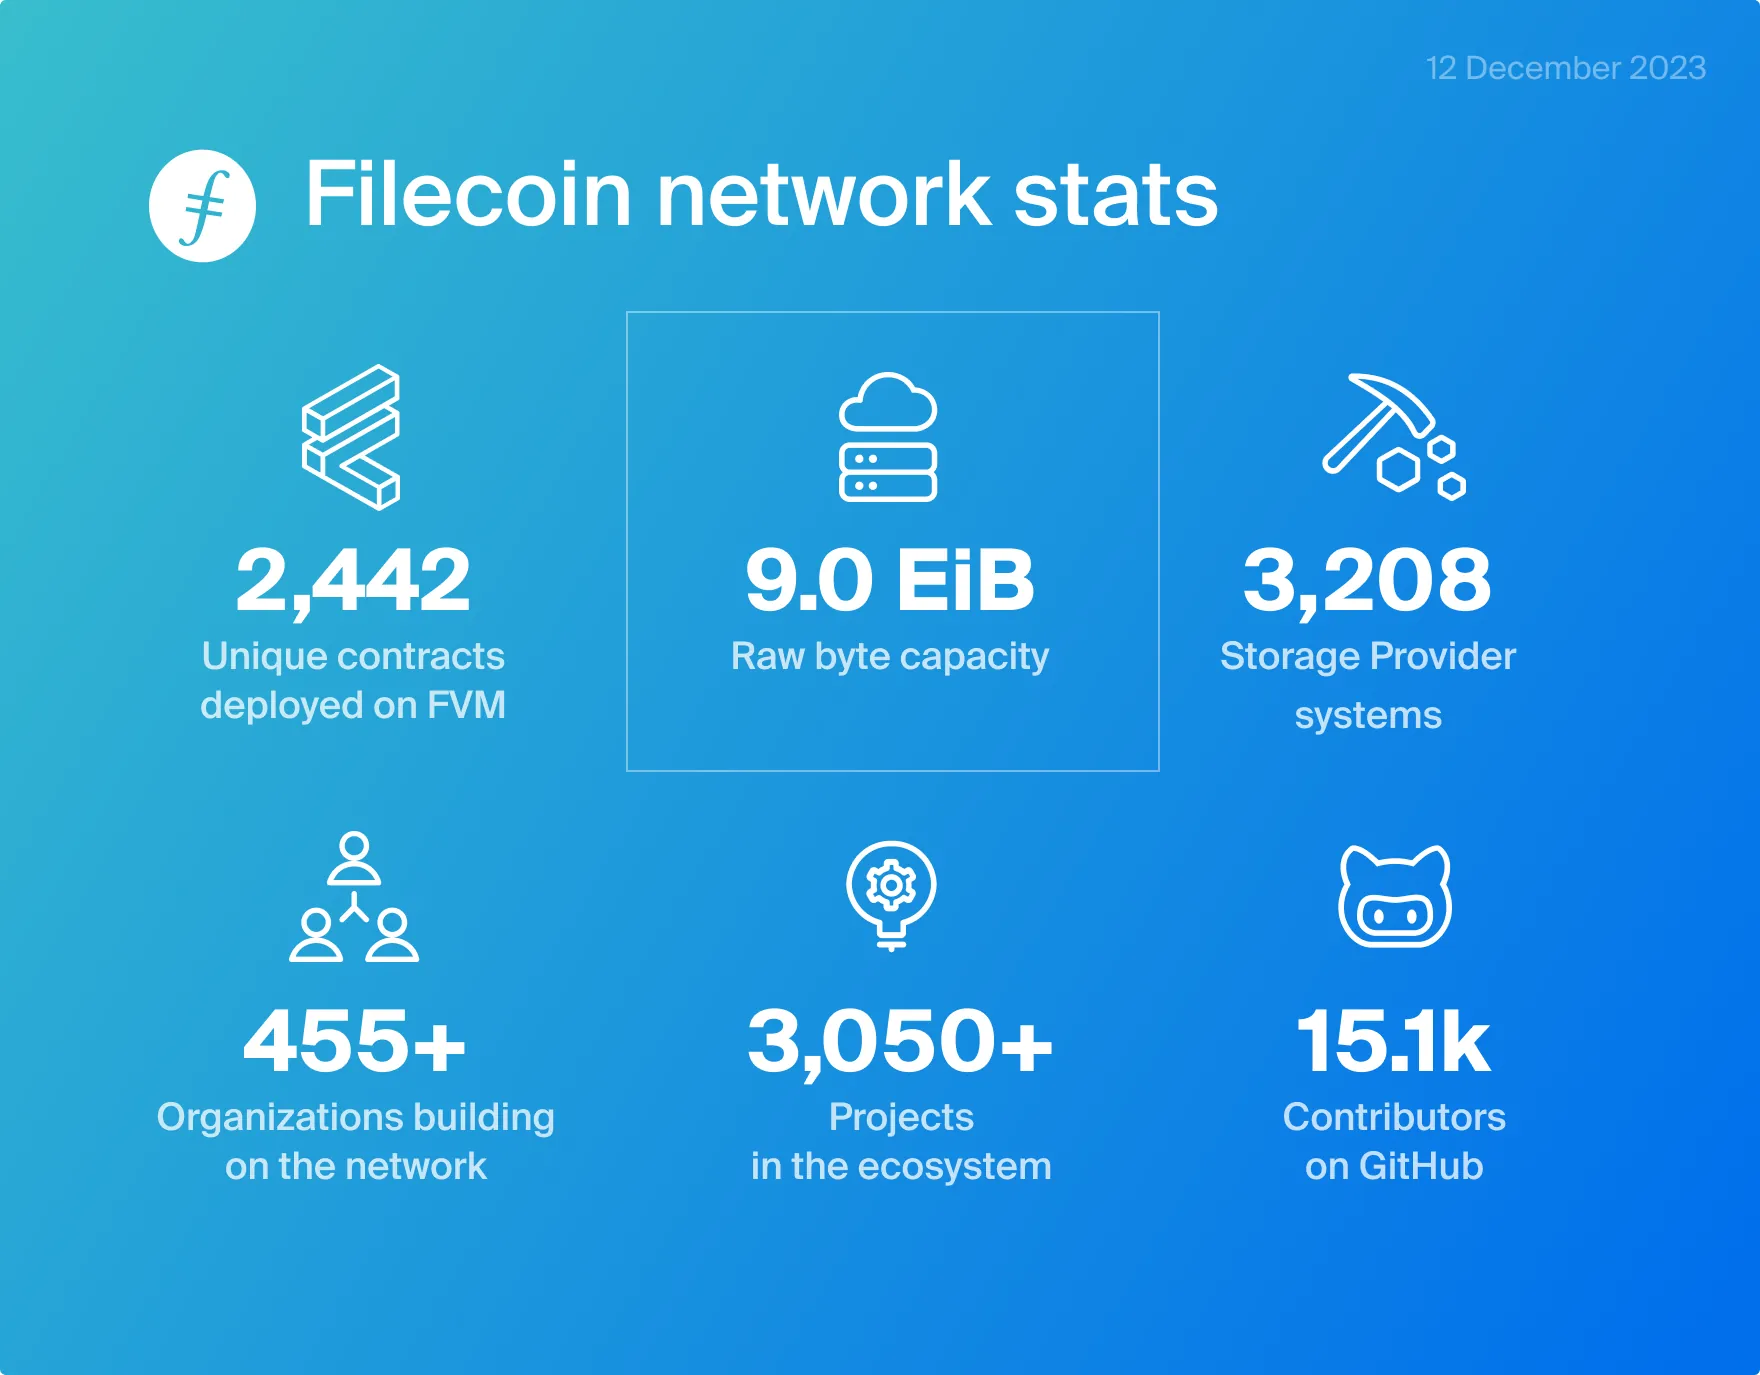 12 December 2023
Filecoin network stats
2,442
Unique contracts
deployed on FVM
9.0 EiB
Raw byte capacity
3,208
Storage Provider
systems
455+
Organizations building
on the network
3,050+
Projects
in the ecosystem
15.1k
Contributors
on GitHub